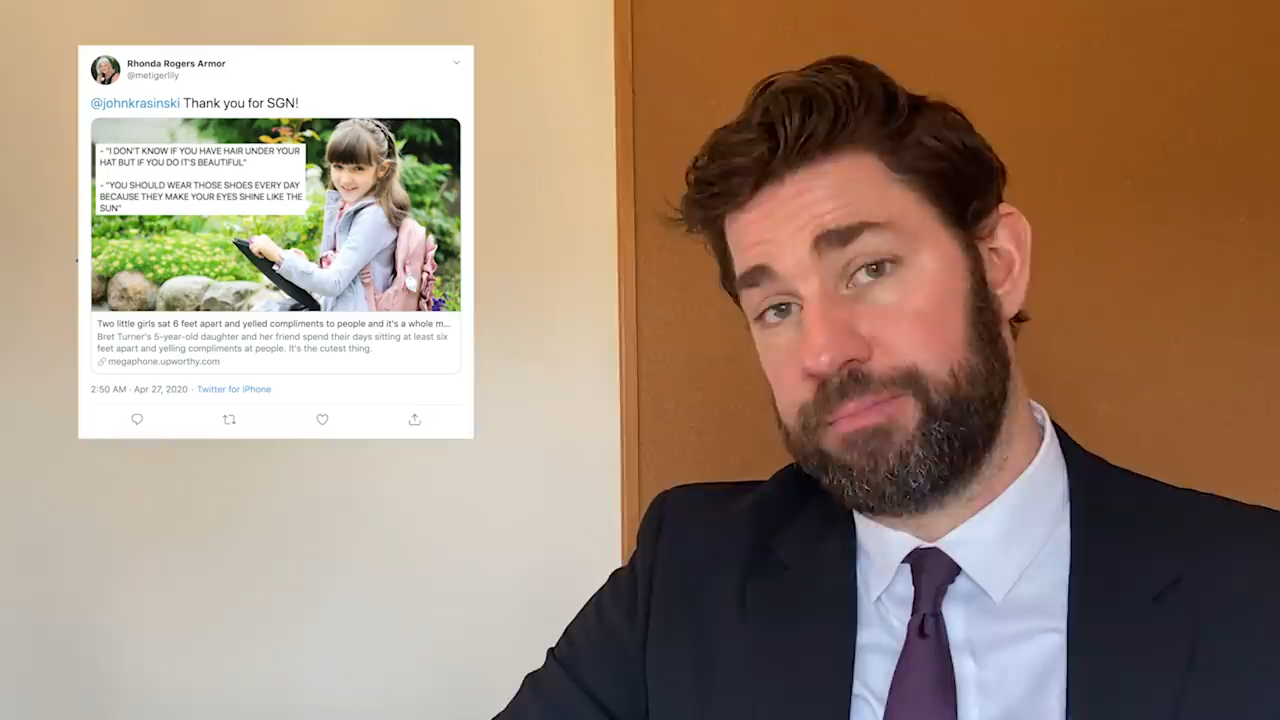 Rhonda Rogers Armor
@metigerlily
@johnkrasinski Thank you for SGN!
- "I DON'T KNOW IF YOU HAVE HAIR UNDER YOUR
HAT BUT IF YOU DO IT'S BEAUTIFUL"
- "YOU SHOULD WEAR THOSE SHOES EVERY DAY
BECAUSE THEY MAKE YOUR EYES SHINE LIKE THE
SUN"
Two little girls sat 6 feet apart and yelled compliments to people and it's a whole m...
Bret Turner's 5-year-old daughter and her friend spend their days sitting at least six
feet apart and yelling compliments at people. It's the cutest thing.
megaphone.upworthy.com
2:50 AM · Apr 27, 2020 · Twitter for iPhone